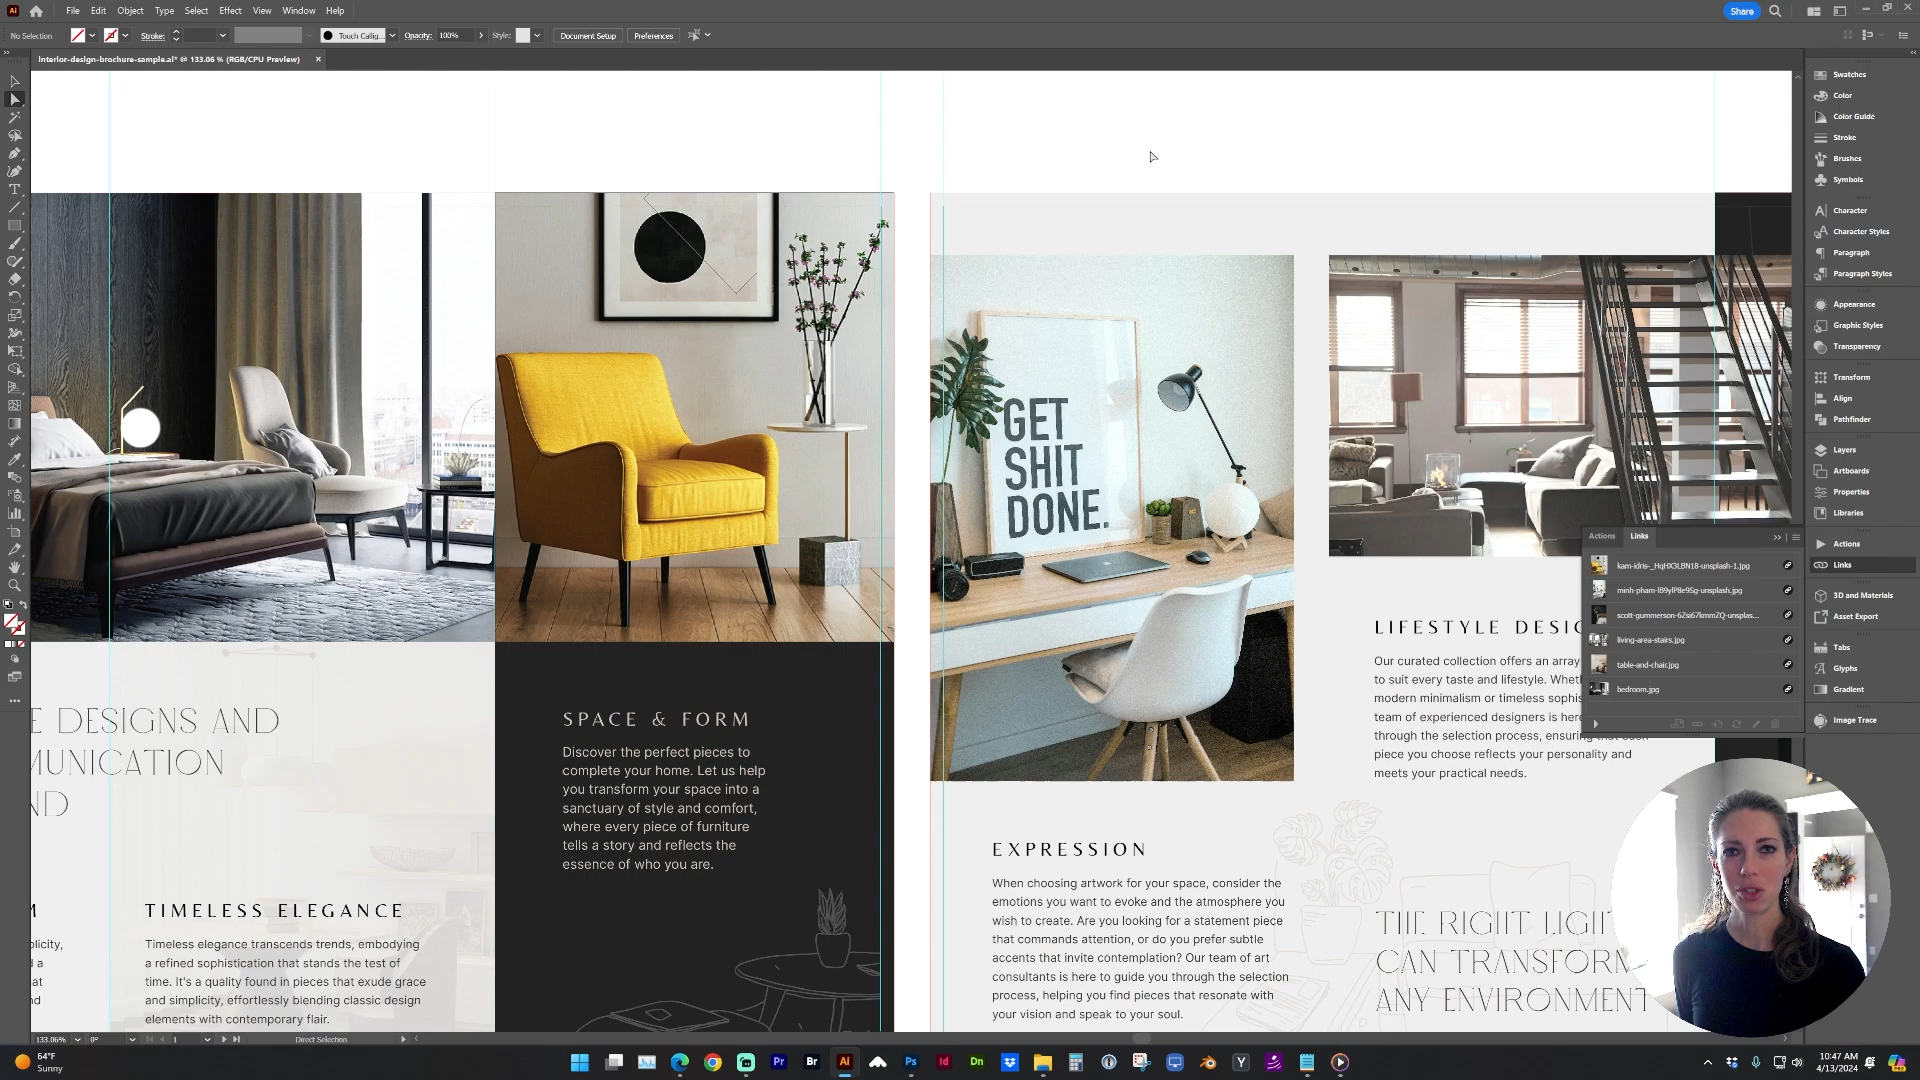 File Edit Object Type Select Effect View Window Help
Share
No Selection
Stroke:
Touch Callig...
Opacity: 100%
Style:
Document Setup
Preferences
Interior-design-brochure-sample.ai* @ 133.06 % (RGB/CPU Preview)
Swatches
Color
Color Guide
Stroke
Brushes
Symbols
Character
Character Styles
Paragraph
Paragraph Styles
Appearance
Graphic Styles
Transparency
Transform
Align
Pathfinder
Layers
Artboards
Properties
Libraries
Actions
Links
3D and Materials
Asset Export
Tabs
Glyphs
Gradient
Image Trace
GET
SHIT
DONE.
Actions Links
kam-idris-_HqHX3LBN18-unsplash-1.jpg
living-area-stairs.jpg
table-and-chair.jpg
bedroom.jpg
E DESIGNS AND
MUNICATION
ND
TIMELESS ELEGANCE
Timeless elegance transcends trends, embodying
a refined sophistication that stands the test of
time. It's a quality found in pieces that exude grace
and simplicity, effortlessly blending classic design
elements with contemporary flair.
SPACE & FORM
Discover the perfect pieces to
complete your home. Let us help
you transform your space into a
sanctuary of style and comfort,
where every piece of furniture
tells a story and reflects the
essence of who you are.
EXPRESSION
When choosing artwork for your space, consider the
emotions you want to evoke and the atmosphere you
wish to create. Are you looking for a statement piece
that commands attention, or do you prefer subtle
accents that invite contemplation? Our team of art
consultants is here to guide you through the selection
process, helping you find pieces that resonate with
your vision and speak to your soul.
LIFESTYLE DESIG
Our curated collection offers an array
to suit every taste and lifestyle. Wheth
modern minimalism or timeless sophis
team of experienced designers is here
through the selection process, ensuring that each
piece you choose reflects your personality and
meets your practical needs.
THE RIGHT LIGHT
CAN TRANSFORM
ANY ENVIRONMENT
133.06%
0°
1
Direct Selection
64°F
Sunny
10:47 AM
4/13/2024